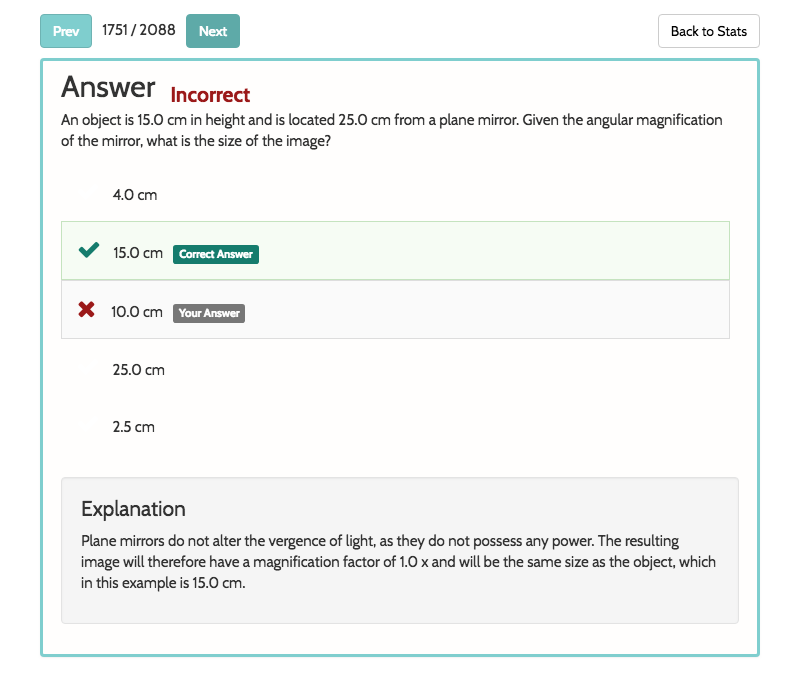 Prev 1751 / 2088 Next Back to Stats
Answer Incorrect
An object is 15.0 cm in height and is located 25.0 cm from a plane mirror. Given the angular magnification
of the mirror, what is the size of the image?
4.0 cm
15.0 cm Correct Answer
10.0 cm Your Answer
25.0 cm
2.5 cm
Explanation
Plane mirrors do not alter the vergence of light, as they do not possess any power. The resulting
image will therefore have a magnification factor of 1.0 x and will be the same size as the object, which
in this example is 15.0 cm.